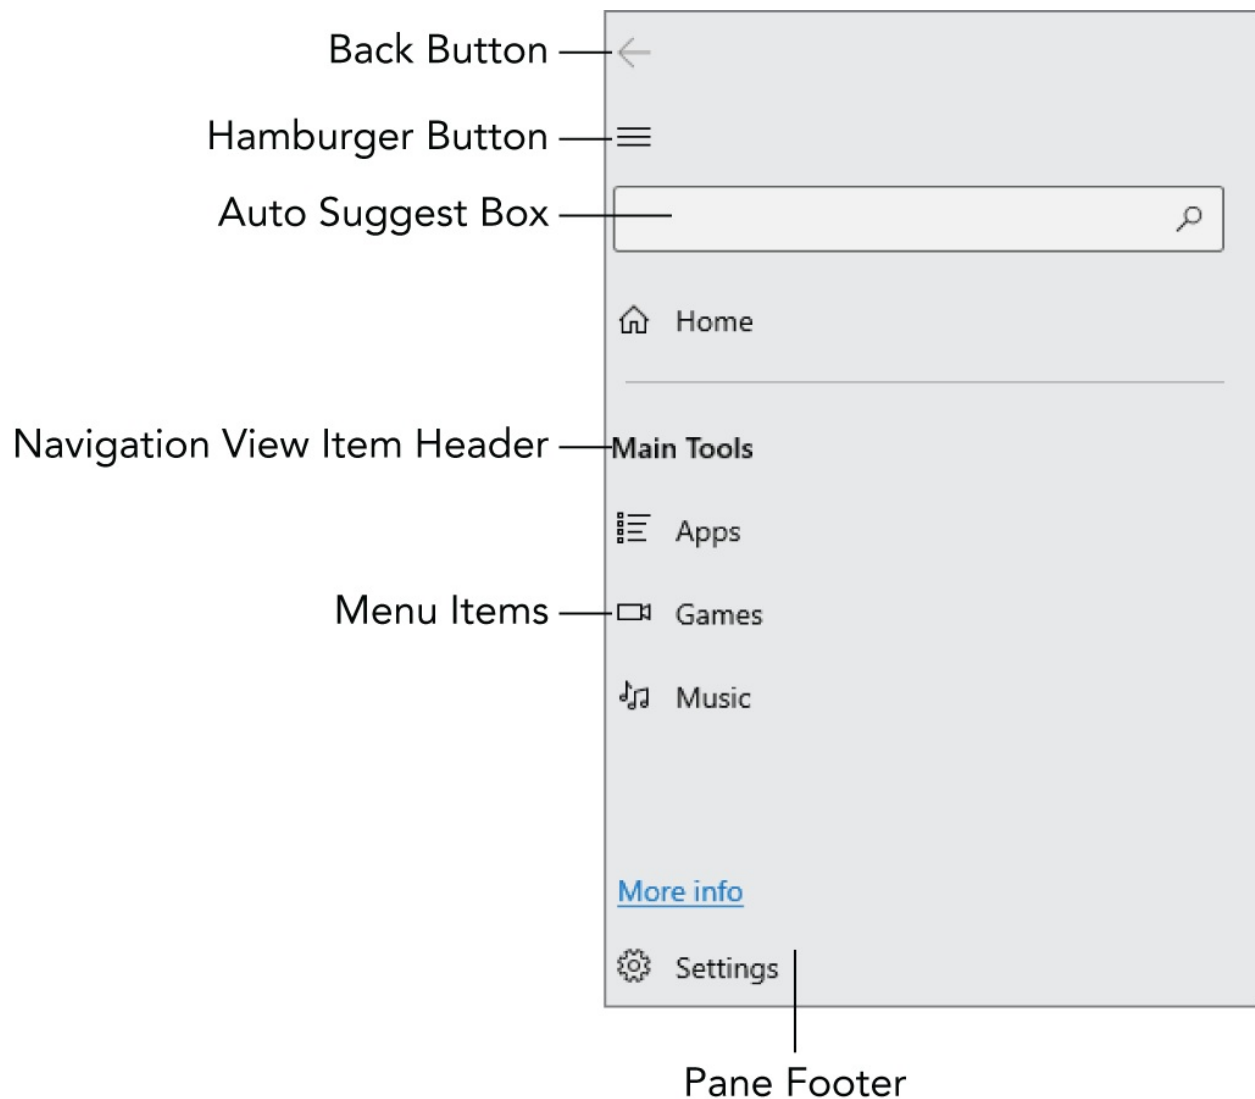 Back Button
Hamburger Button
Auto Suggest Box
Home
Navigation View Item Header
Main Tools
Apps
Menu Items
Games
Music
More info
Settings
Pane Footer